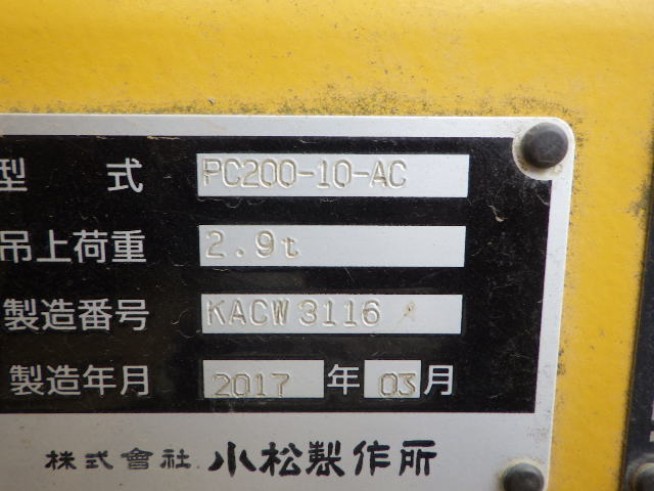 型 式 PC200-10-AC
吊上荷重 2.9t
製造番号 KACW 3116
製造年月 2017 年 03 月
株式會社 小松製作所